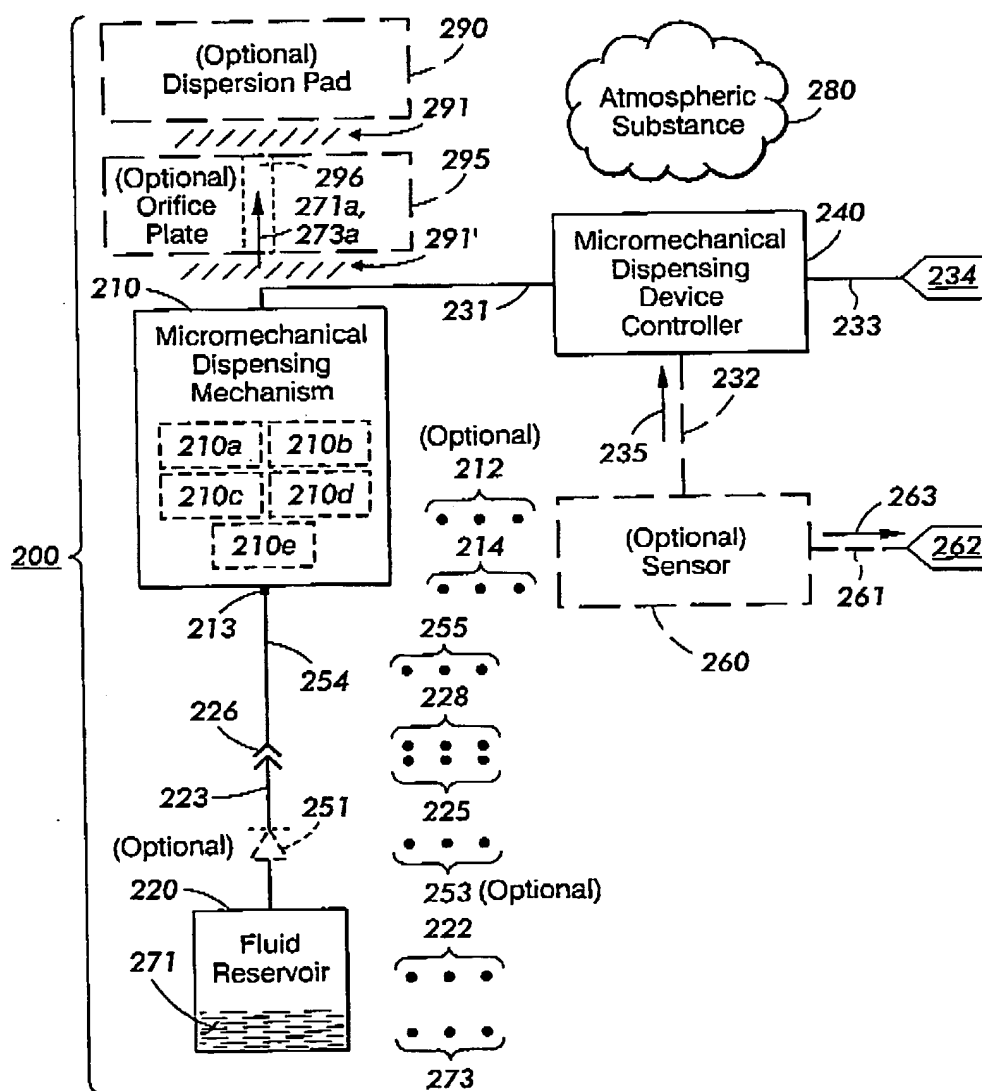 (Optional)
Dispersion Pad
290
291
(Optional)
Orifice
Plate
296
271a,
273a
295
291'
Atmospheric
Substance
280
210
231
Micromechanical
Dispensing
Device
Controller
240
234
233
Micromechanical
Dispensing
Mechanism
210a
210b
210c
210d
210e
200
232
235
(Optional)
212
214
(Optional)
Sensor
263
262
261
260
213
254
255
226
228
223
251
225
(Optional)
253 (Optional)
220
222
Fluid
Reservoir
271
273